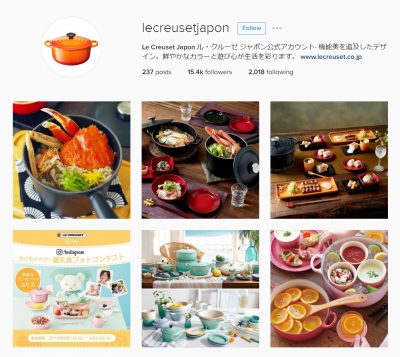 lecreusetjapon Follow
Le Creuset Japon ル・クルーゼ ジャポン公式アカウント- 機能美を追及したデザ
イン。鮮やかなカラーと遊び心が生活を彩ります。 www.lecreuset.co.jp
237 posts 15.4k followers 2,018 following
LE CREUSET
Instagram
フォトコンテスト